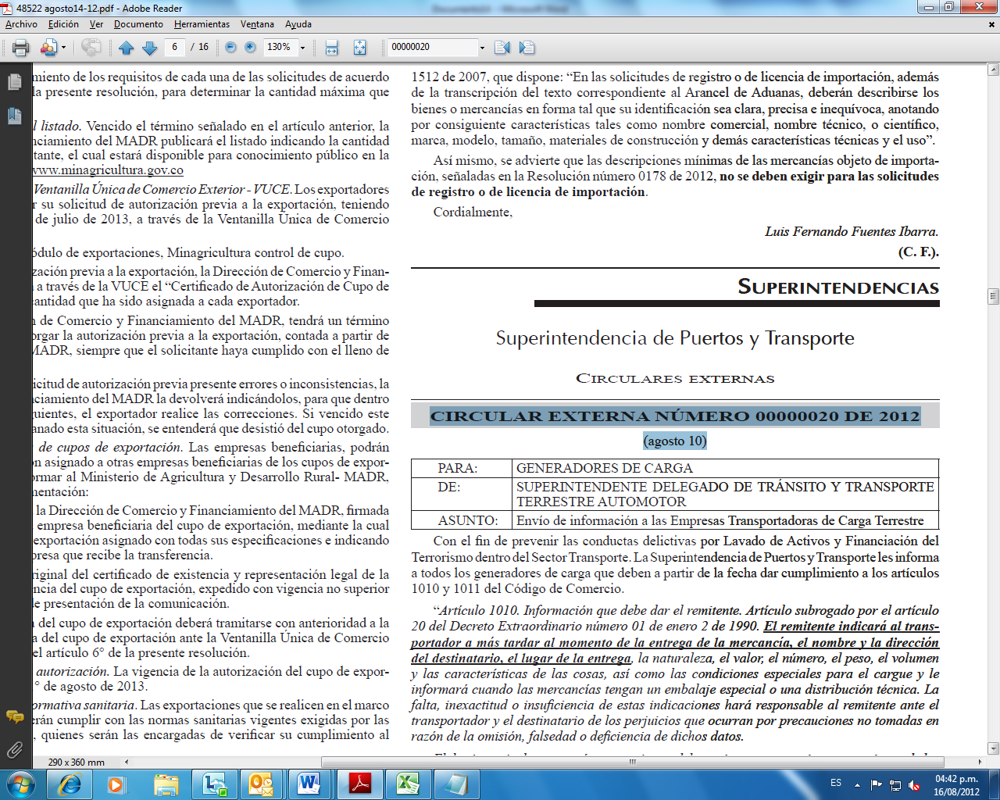 48522 agosto14-12.pdf - Adobe Reader
Archivo Edición Ver Documento Herramientas Ventana Ayuda
6 / 16 130% 00000020
miento de los requisitos de cada una de las solicitudes de acuerdo
la presente resolución, para determinar la cantidad máxima que
l listado. Vencido el término señalado en el artículo anterior, la
nciamiento del MADR publicará el listado indicando la cantidad
tante, el cual estará disponible para conocimiento público en la
www.minagricultura.gov.co
Ventanilla Única de Comercio Exterior - VUCE. Los exportadores
r su solicitud de autorización previa a la exportación, teniendo
de julio de 2013, a través de la Ventanilla Única de Comercio
ódulo de exportaciones, Minagricultura control de cupo.
ización previa a la exportación, la Dirección de Comercio y Finan-
a través de la VUCE el “Certificado de Autorización de Cupo de
cantidad que ha sido asignada a cada exportador.
n de Comercio y Financiamiento del MADR, tendrá un término
orgar la autorización previa a la exportación, contada a partir de
MADR, siempre que el solicitante haya cumplido con el lleno de
icitud de autorización previa presente errores o inconsistencias, la
nciamiento del MADR la devolverá indicándolos, para que dentro
guientes, el exportador realice las correcciones. Si vencido este
anado esta situación, se entenderá que desistió del cupo otorgado.
de cupos de exportación. Las empresas beneficiarias, podrán
ón asignado a otras empresas beneficiarias de los cupos de expor-
ormar al Ministerio de Agricultura y Desarrollo Rural- MADR,
mentación:
la Dirección de Comercio y Financiamiento del MADR, firmada
empresa beneficiaria del cupo de exportación, mediante la cual
exportación asignado con todas sus especificaciones e indicando
presa que recibe la transferencia.
riginal del certificado de existencia y representación legal de la
encia del cupo de exportación, expedido con vigencia no superior
de presentación de la comunicación.
n del cupo de exportación deberá tramitarse con anterioridad a la
a del cupo de exportación ante la Ventanilla Única de Comercio
el artículo 6° de la presente resolución.
autorización. La vigencia de la autorización del cupo de expor-
° de agosto de 2013.
ormativa sanitaria. Las exportaciones que se realicen en el marco
erán cumplir con las normas sanitarias vigentes exigidas por las
, quienes serán las encargadas de verificar su cumplimiento al
1512 de 2007, que dispone: “En las solicitudes de registro o de licencia de importación, además
de la transcripción del texto correspondiente al Arancel de Aduanas, deberán describirse los
bienes o mercancías en forma tal que su identificación sea clara, precisa e inequívoca, anotando
por consiguiente características tales como nombre comercial, nombre técnico, o científico,
marca, modelo, tamaño, materiales de construcción y demás características técnicas y el uso”.
Así mismo, se advierte que las descripciones mínimas de las mercancías objeto de importa-
ción, señaladas en la Resolución número 0178 de 2012, no se deben exigir para las solicitudes
de registro o de licencia de importación.
Cordialmente,
Luis Fernando Fuentes Ibarra.
(C. F.).
SUPERINTENDENCIAS
Superintendencia de Puertos y Transporte
CIRCULARES EXTERNAS
CIRCULAR EXTERNA NÚMERO 00000020 DE 2012
(agosto 10)
PARA: GENERADORES DE CARGA
DE: SUPERINTENDENTE DELEGADO DE TRÁNSITO Y TRANSPORTE
TERRESTRE AUTOMOTOR
ASUNTO: Envío de información a las Empresas Transportadoras de Carga Terrestre
Con el fin de prevenir las conductas delictivas por Lavado de Activos y Financiación del
Terrorismo dentro del Sector Transporte. La Superintendencia de Puertos y Transporte les informa
a todos los generadores de carga que deben a partir de la fecha dar cumplimiento a los artículos
1010 y 1011 del Código de Comercio.
“Artículo 1010. Información que debe dar el remitente. Artículo subrogado por el artículo
20 del Decreto Extraordinario número 01 de enero 2 de 1990. El remitente indicará al trans-
portador a más tardar al momento de la entrega de la mercancía, el nombre y la dirección
del destinatario, el lugar de la entrega, la naturaleza, el valor, el número, el peso, el volumen
y las características de las cosas, así como las condiciones especiales para el cargue y le
informará cuando las mercancías tengan un embalaje especial o una distribución técnica. La
falta, inexactitud o insuficiencia de estas indicaciones hará responsable al remitente ante el
transportador y el destinatario de los perjuicios que ocurran por precauciones no tomadas en
razón de la omisión, falsedad o deficiencia de dichos datos.
290 x 360 mm
ES 04:42 p.m.
16/08/2012